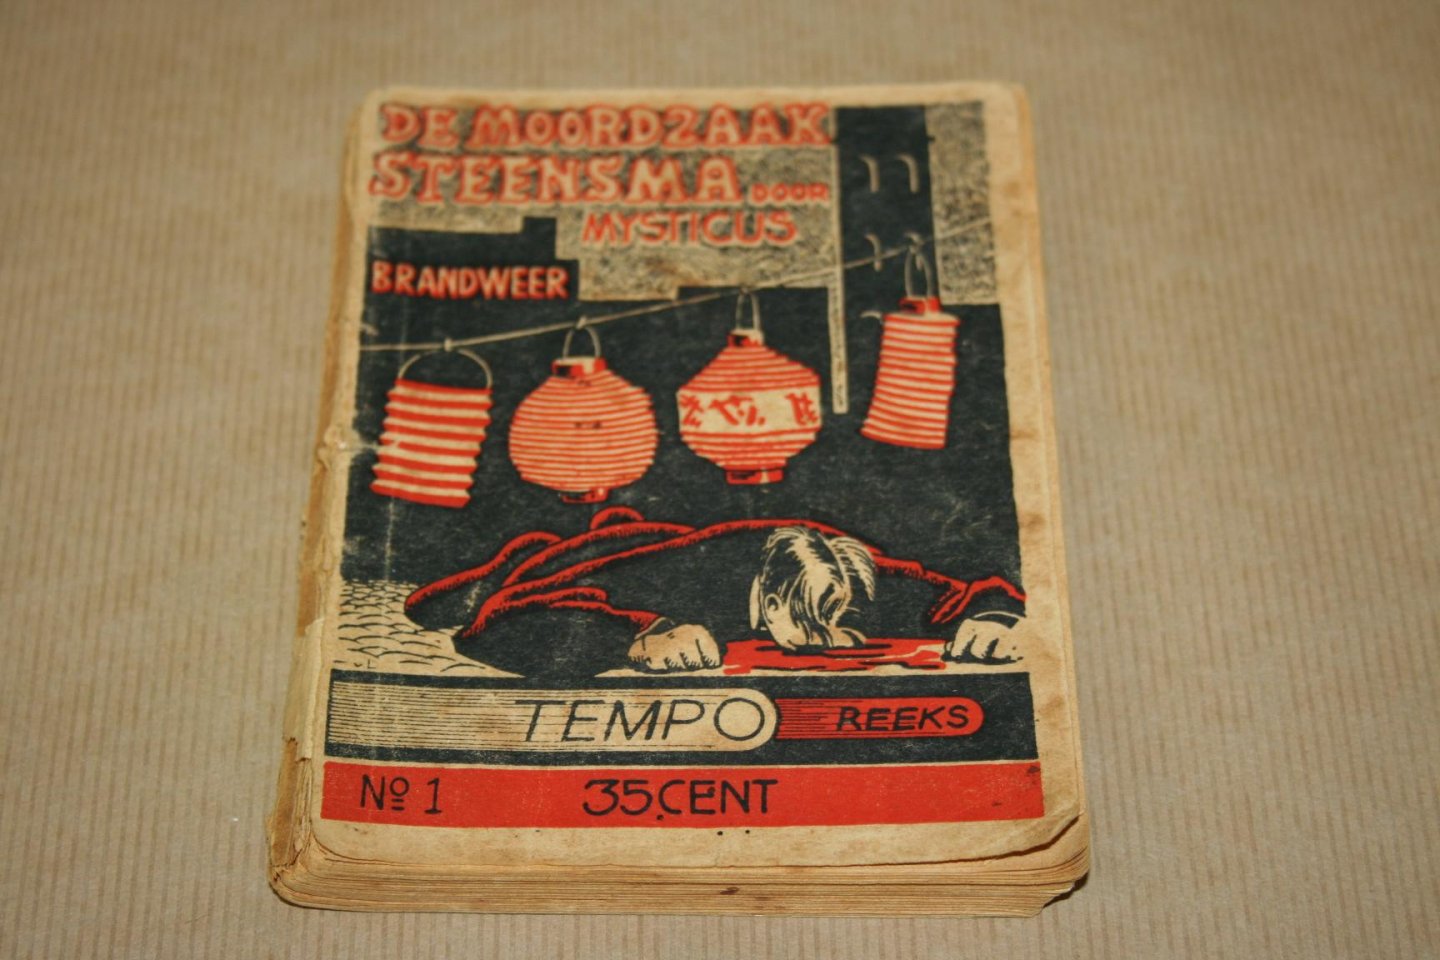 DE MOORDZAAK
STEENSMA DOOR
MYSTICUS
BRANDWEER
TEMPO REEKS
No 1 35 CENT